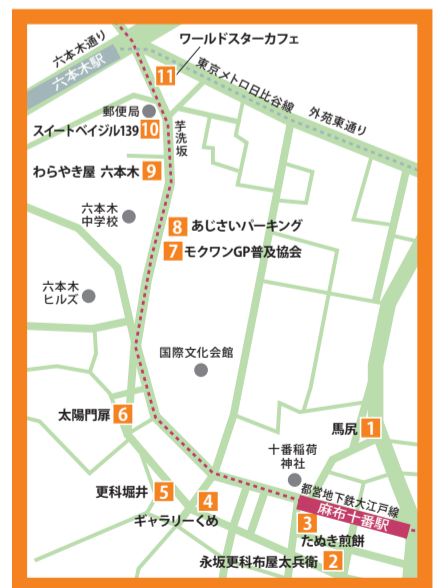 六本木通り
六本木駅
ワールドスターカフェ
11
東京メトロ日比谷線 外苑東通り
郵便局
スイートベイジル139 10
芋洗坂
わらやき屋 六本木 9
六本木
中学校
8 あじさいパーキング
7 モクワンGP普及協会
六本木
ヒルズ
国際文化会館
太陽門扉 6
馬尻 1
十番稲荷
神社
都営地下鉄大江戸線
麻布十番駅
更科堀井 5
4
ギャラリーくめ
3
たぬき煎餅
永坂更科布屋太兵衛 2